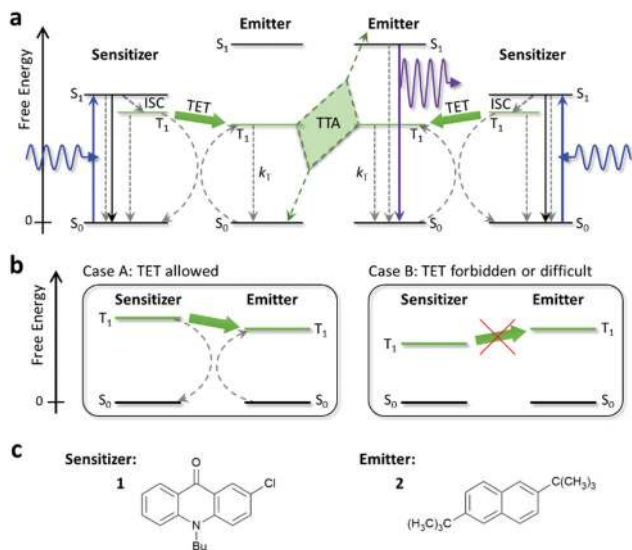 a
Free Energy
0
Sensitizer
Emitter
Emitter
Sensitizer
S1
S1
S1
S1
ISC
TET
T1
T1
TTA
T1
TET
ISC
T1
kT
kT
S0
S0
S0
S0
b
Free Energy
0
Case A: TET allowed
Sensitizer
Emitter
T1
T1
S0
S0
Case B: TET forbidden or difficult
Sensitizer
Emitter
T1
T1
S0
S0
c
Sensitizer:
1
O
Cl
N
Bu
Emitter:
2
C(CH3)3
(H3C)3C